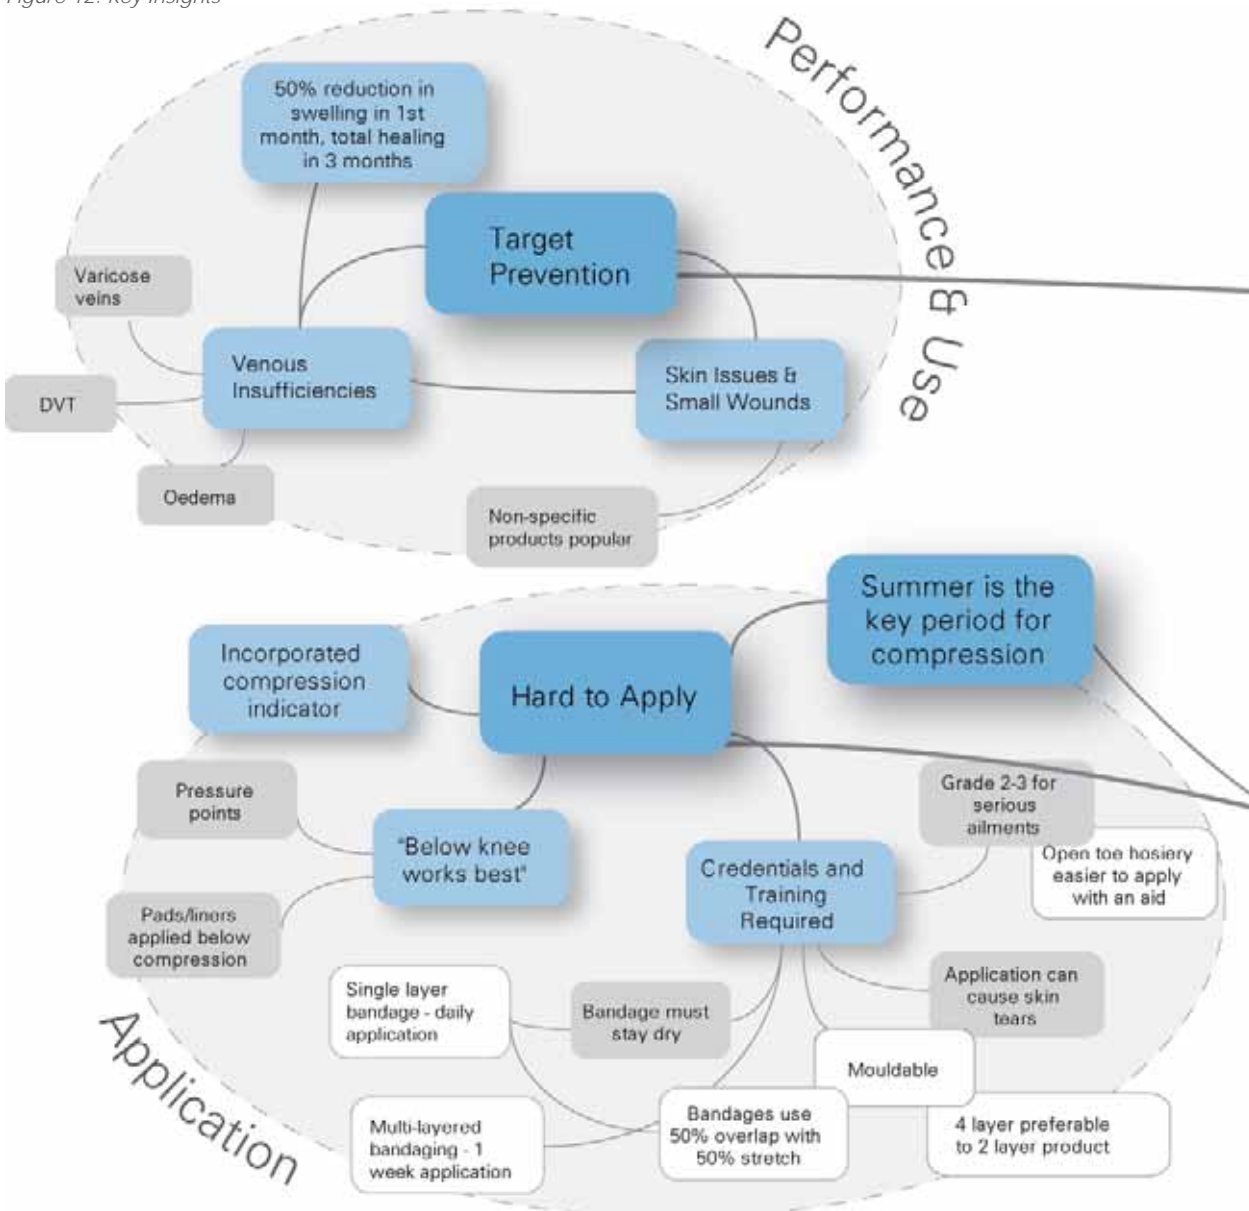 Figure 12: Key Insights
Performance & Use
50% reduction in
swelling in 1st
month, total healing
in 3 months
Target
Prevention
Varicose
veins
Venous
Insufficiencies
Skin Issues &
Small Wounds
DVT
Oedema
Non-specific
products popular
Summer is the
key period for
compression
Incorporated
compression
indicator
Hard to Apply
Pressure
points
Grade 2-3 for
serious
ailments
"Below knee
works best"
Credentials and
Training
Required
Open toe hosiery
easier to apply
with an aid
Pads/liners
applied below
compression
Single layer
bandage - daily
application
Bandage must
stay dry
Application can
cause skin
tears
Mouldable
Application
Multi-layered
bandaging - 1
week application
Bandages use
50% overlap with
50% stretch
4 layer preferable
to 2 layer product